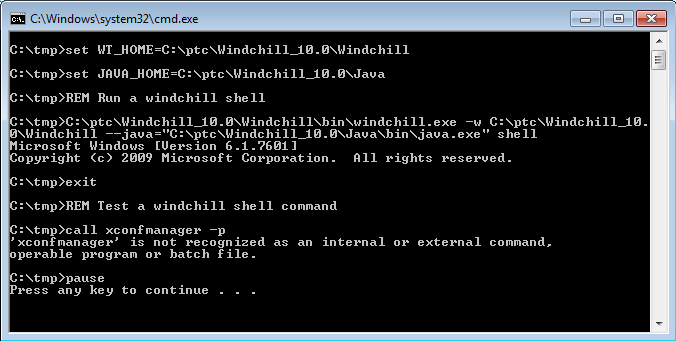 C:\Windows\system32\cmd.exe
C:\tmp>set WT_HOME=C:\ptc\Windchill_10.0\Windchill
C:\tmp>set JAVA_HOME=C:\ptc\Windchill_10.0\Java
C:\tmp>REM Run a windchill shell
C:\tmp>C:\ptc\Windchill_10.0\Windchill\bin\windchill.exe -w C:\ptc\Windchill_10.
0\Windchill --java="C:\ptc\Windchill_10.0\Java\bin\java.exe" shell
Microsoft Windows [Version 6.1.7601]
Copyright (c) 2009 Microsoft Corporation.  All rights reserved.
C:\tmp>exit
C:\tmp>REM Test a windchill shell command
C:\tmp>call xconfmanager -p
'xconfmanager' is not recognized as an internal or external command,
operable program or batch file.
C:\tmp>pause
Press any key to continue . . .